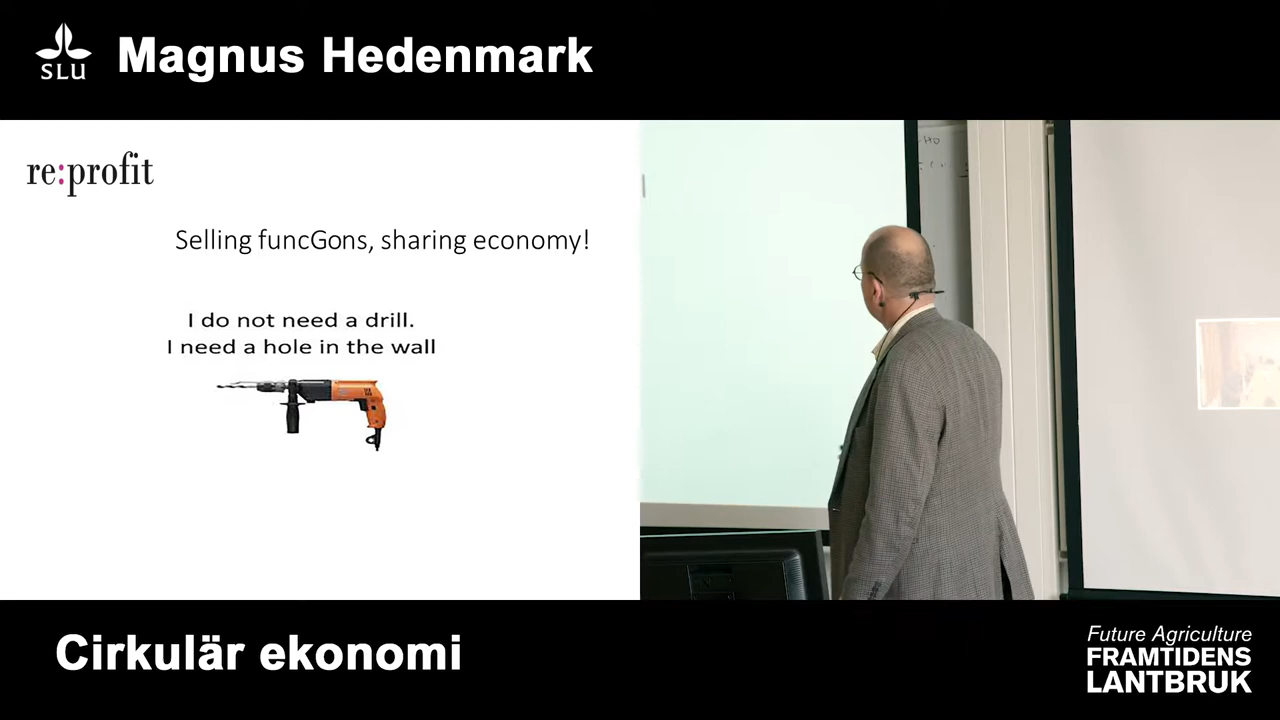 SLU
Magnus Hedenmark
re:profit
Selling funcGons, sharing economy!
I do not need a drill.
I need a hole in the wall
Cirkulär ekonomi
Future Agriculture
FRAMTIDENS
LANTBRUK